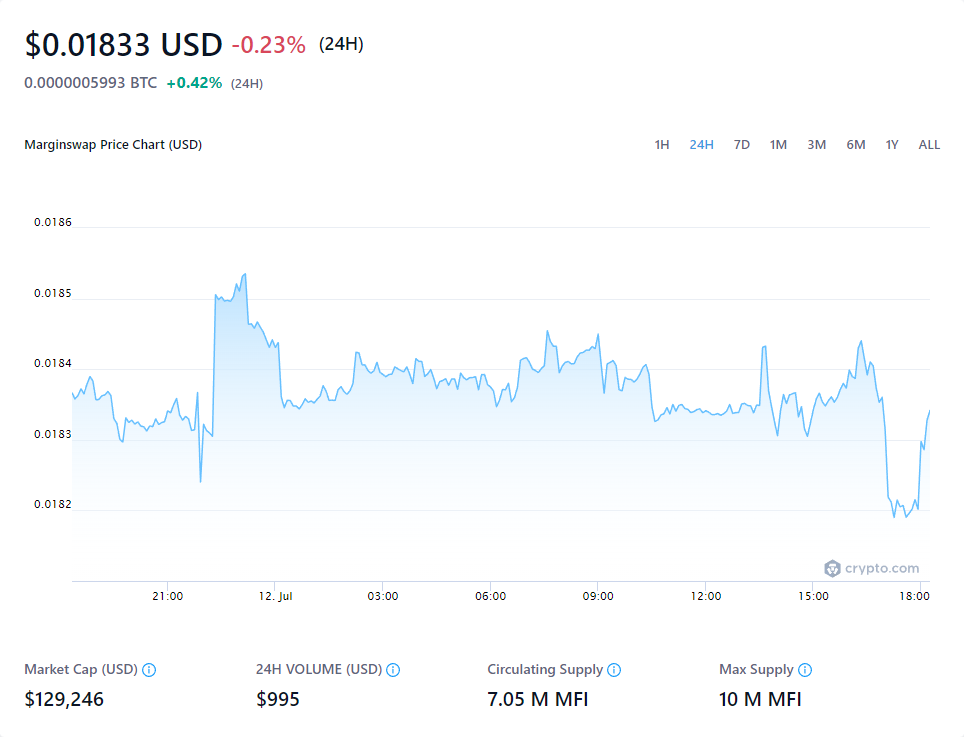 $0.01833 USD -0.23% (24H)
0.0000005993 BTC +0.42% (24H)
Marginswap Price Chart (USD) 1H 24H 7D 1M 3M 6M 1Y ALL
0.0186
0.0185
0.0184
0.0183
0.0182
crypto.com
21:00 12. Jul 03:00 06:00 09:00 12:00 15:00 18:00
Market Cap (USD) 24H VOLUME (USD) Circulating Supply Max Supply
$129,246 $995 7.05 M MFI 10 M MFI